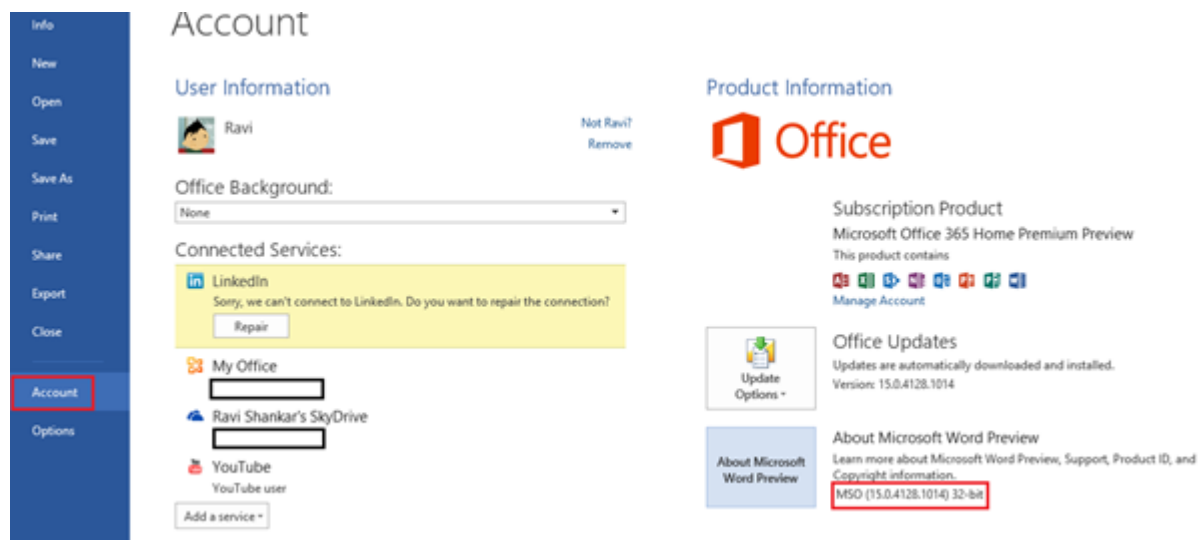 Info
New
Open
Save
Save As
Print
Share
Export
Close
Account
Options
Account
User Information
Ravi
Not Ravi?
Remove
Office Background:
None
Connected Services:
LinkedIn
Sorry, we can't connect to LinkedIn. Do you want to repair the connection?
Repair
My Office
Ravi Shankar's SkyDrive
YouTube
YouTube user
Add a service
Product Information
Office
Subscription Product
Microsoft Office 365 Home Premium Preview
This product contains
Manage Account
Update
Options
Office Updates
Updates are automatically downloaded and installed.
Version: 15.0.4128.1014
About Microsoft
Word Preview
About Microsoft Word Preview
Learn more about Microsoft Word Preview, Support, Product ID, and
Copyright information.
MSO (15.0.4128.1014) 32-bit